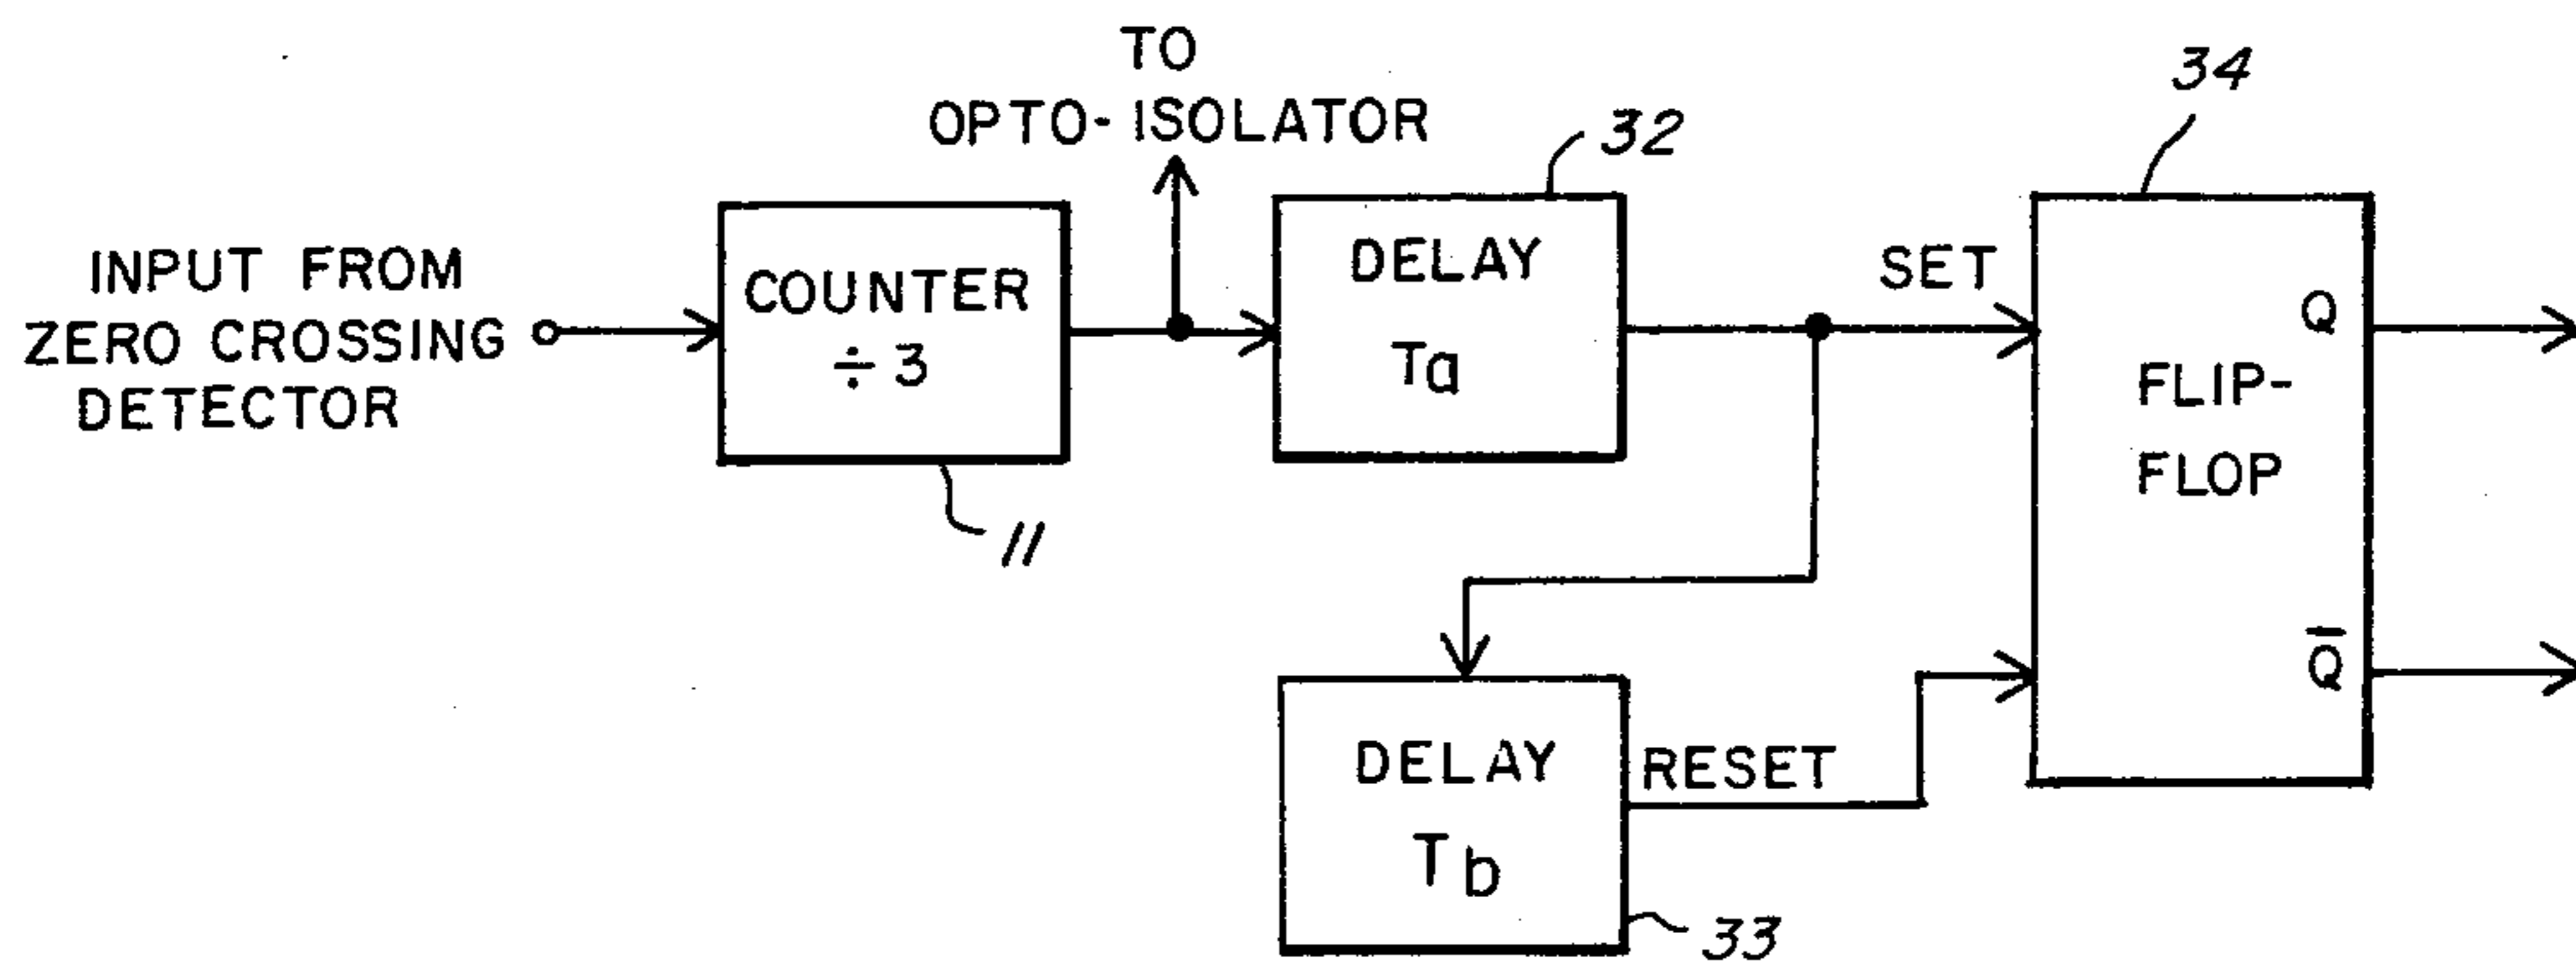 TO
OPTO-ISOLATOR
32
34
INPUT FROM
ZERO CROSSING
DETECTOR
COUNTER
÷3
11
DELAY
Ta
SET
Q
FLIP-
FLOP
Q̅
DELAY
Tb
RESET
33